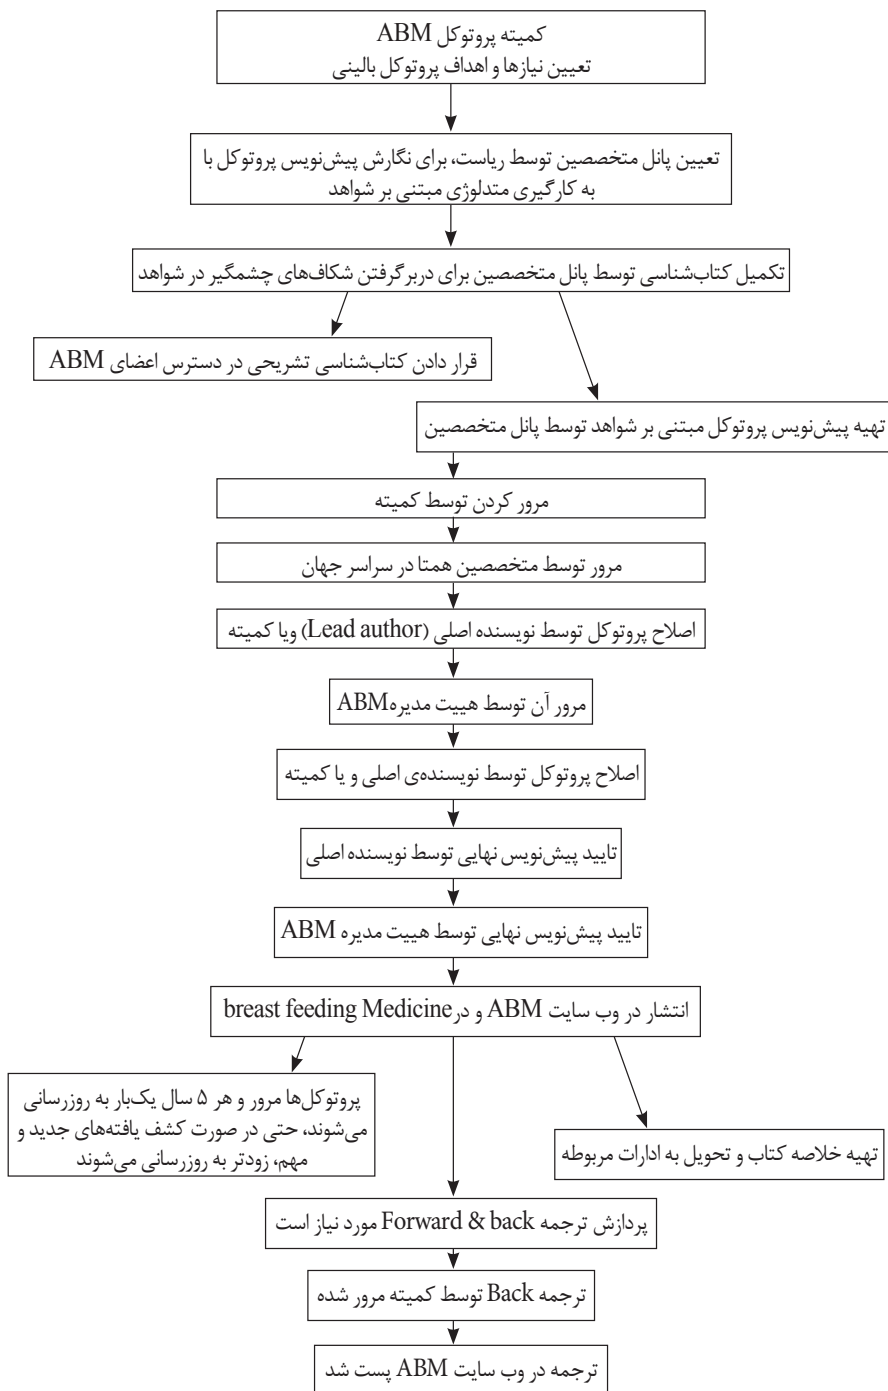 کمیته پروتوکل ABM
تعیین نیازها و اهداف پروتوکل بالینی
تعیین پانل متخصصین توسط ریاست، برای نگارش پیش‌نویس پروتوکل با
به کارگیری متدلوژی مبتنی بر شواهد
تکمیل کتاب‌شناسی توسط پانل متخصصین برای دربرگرفتن شکاف‌های چشمگیر در شواهد
قرار دادن کتاب‌شناسی تشریحی در دسترس اعضای ABM
تهیه پیش‌نویس پروتوکل مبتنی بر شواهد توسط پانل متخصصین
مرور کردن توسط کمیته
مرور توسط متخصصین همتا در سراسر جهان
اصلاح پروتوکل توسط نویسنده اصلی (Lead author) ویا کمیته
مرور آن توسط هییت مدیرهABM
اصلاح پروتوکل توسط نویسنده‌ی اصلی و یا کمیته
تایید پیش‌نویس نهایی توسط نویسنده اصلی
تایید پیش‌نویس نهایی توسط هییت مدیره ABM
انتشار در وب سایت ABM و درbreast feeding Medicine
پروتوکل‌ها مرور و هر ۵ سال یک‌بار به روزرسانی
می‌شوند، حتی در صورت کشف یافته‌های جدید و
مهم، زودتر به روزرسانی می‌شوند
تهیه خلاصه کتاب و تحویل به ادارات مربوطه
پردازش ترجمه Forward & back مورد نیاز است
ترجمه Back توسط کمیته مرور شده
ترجمه در وب سایت ABM پست شد